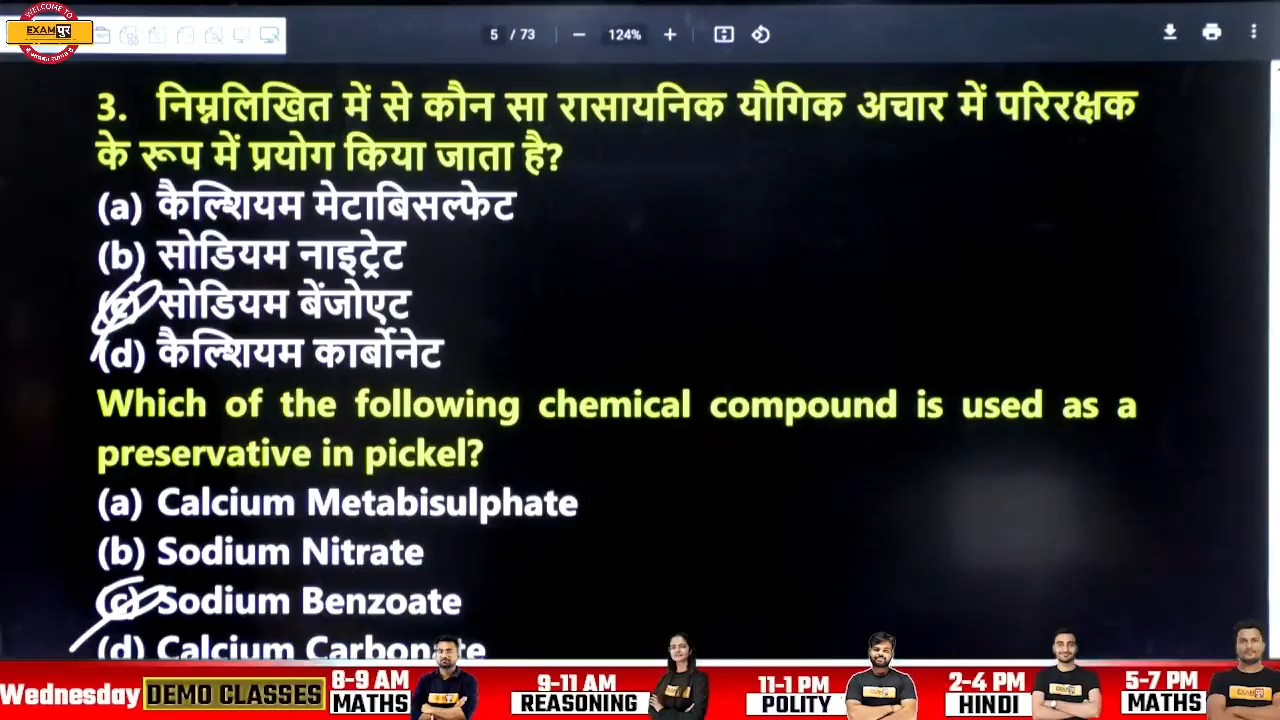 WELCOME TO
EXAMपुर
5 / 73
124%
3. निम्नलिखित में से कौन सा रासायनिक यौगिक अचार में परिरक्षक
के रूप में प्रयोग किया जाता है?
(a) कैल्शियम मेटाबिसल्फेट
(b) सोडियम नाइट्रेट
(c) सोडियम बेंजोएट
(d) कैल्शियम कार्बोनेट
Which of the following chemical compound is used as a
preservative in pickel?
(a) Calcium Metabisulphate
(b) Sodium Nitrate
(c) Sodium Benzoate
(d) Calcium Carbonate
Wednesday DEMO CLASSES
8-9 AM
MATHS
9-11 AM
REASONING
11-1 PM
POLITY
2-4 PM
HINDI
5-7 PM
MATHS